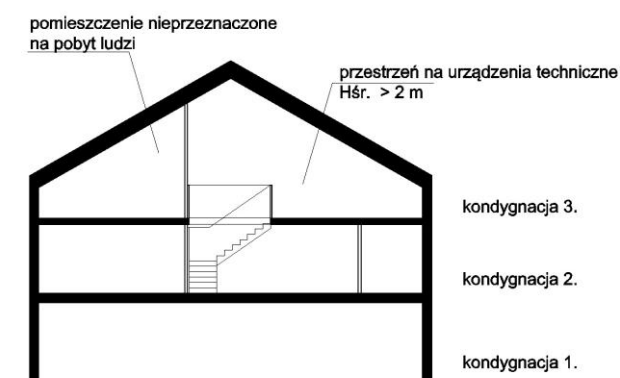 pomieszczenie nieprzeznaczone
na pobyt ludzi
przestrzeń na urządzenia techniczne
Hśr. > 2 m
kondygnacja 3.
kondygnacja 2.
kondygnacja 1.